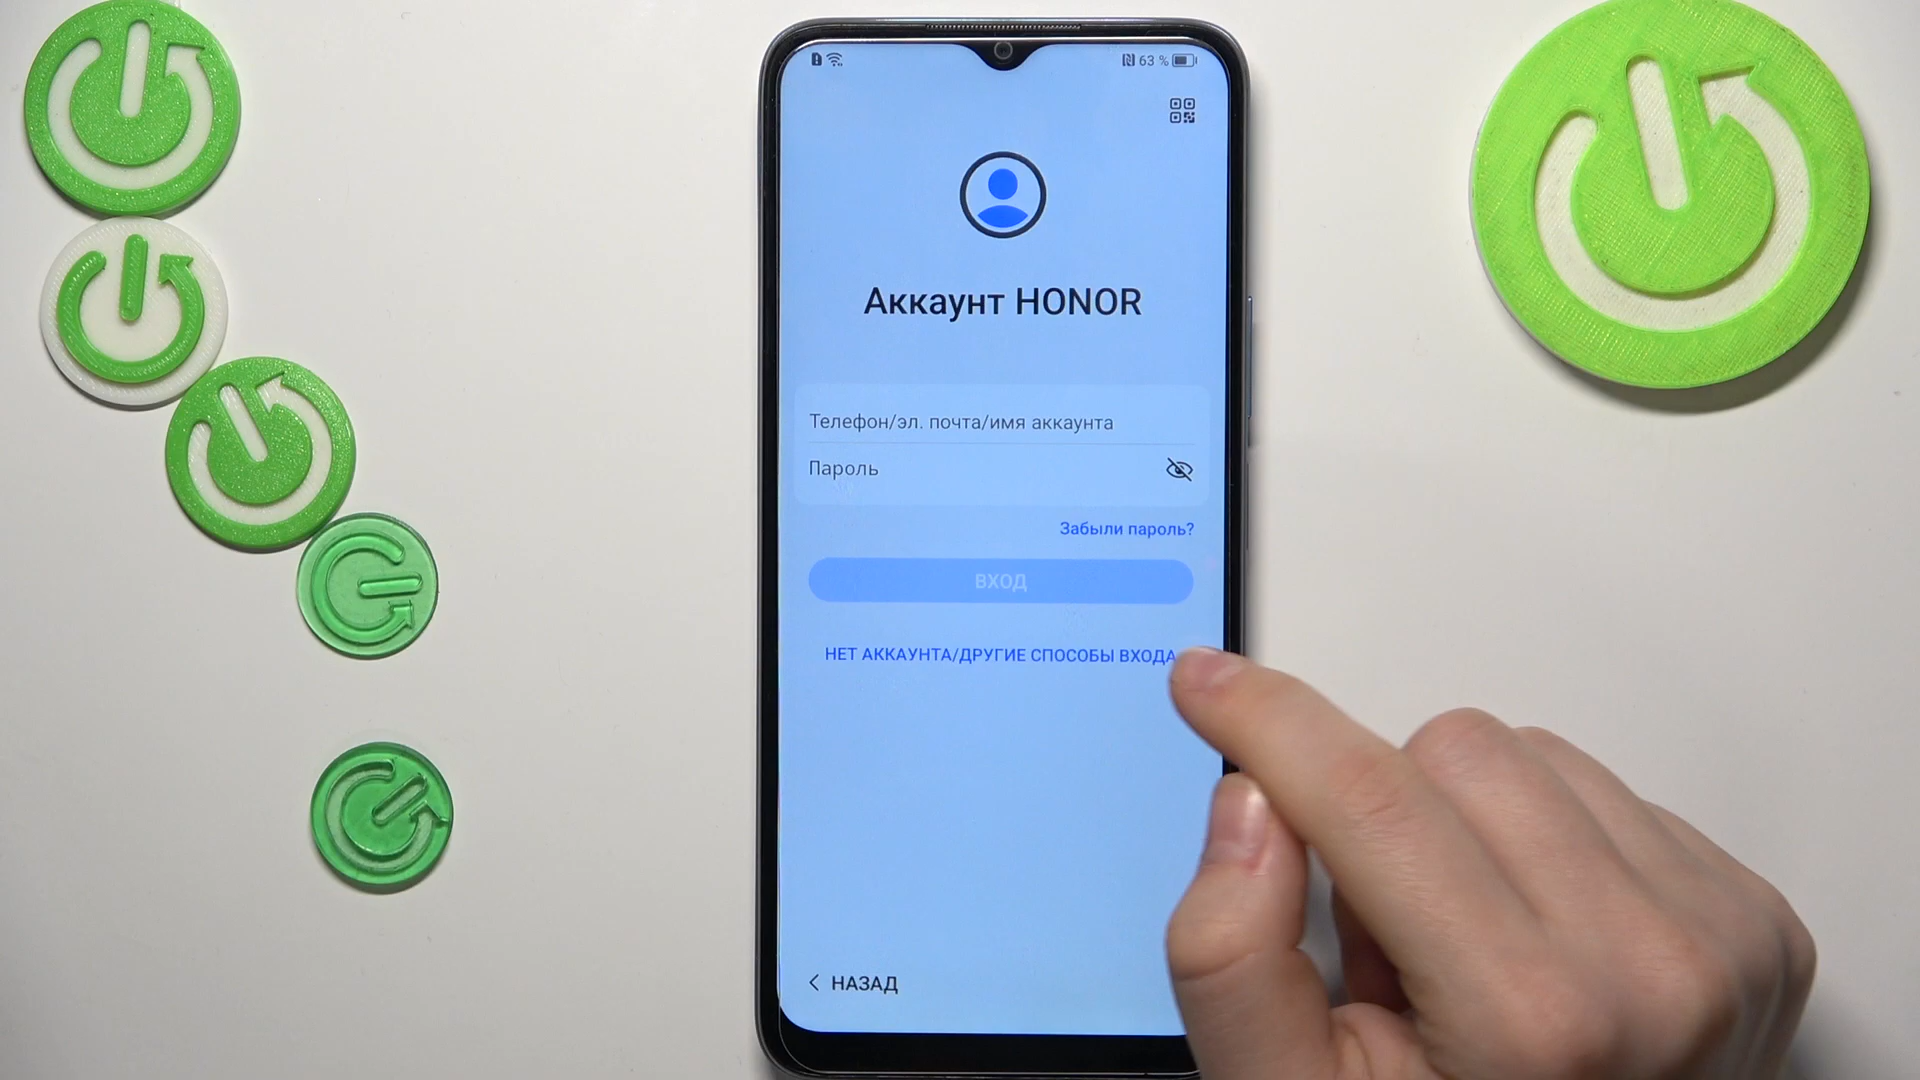 63 %
Аккаунт HONOR
Телефон/эл. почта/имя аккаунта
Пароль
Забыли пароль?
ВХОД
НЕТ АККАУНТА/ДРУГИЕ СПОСОБЫ ВХОДА
НАЗАД